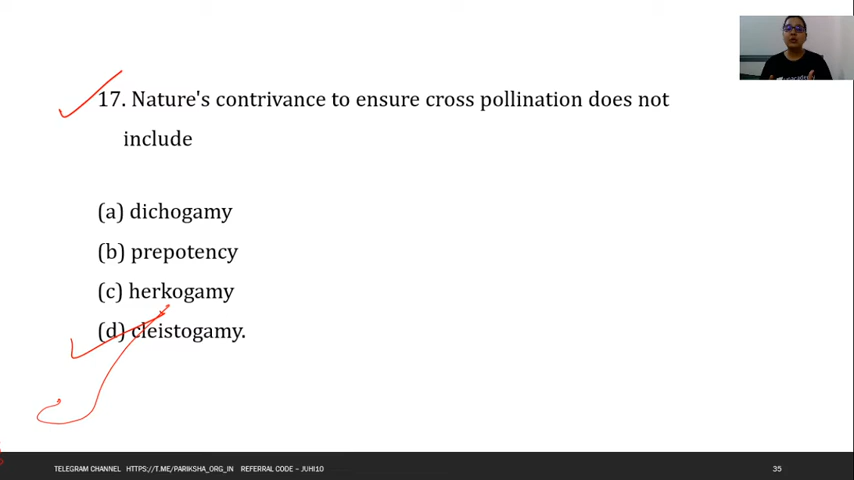 17. Nature's contrivance to ensure cross pollination does not
include
(a) dichogamy
(b) prepotency
(c) herkogamy
(d) cleistogamy.
TELEGRAM CHANNEL HTTPS://T.ME/PARIKSHA_ORG_IN REFERRAL CODE – JUHI10
35